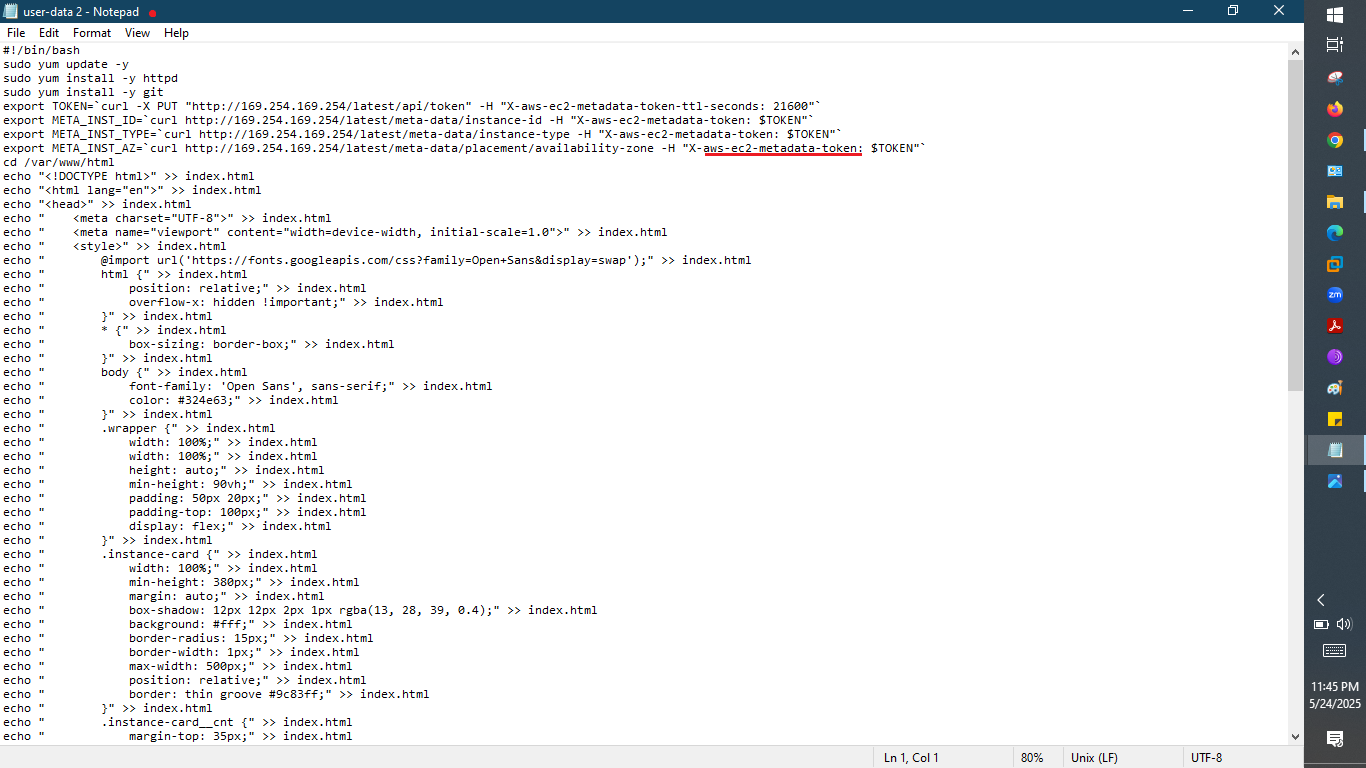 user-data 2 - Notepad
File Edit Format View Help
#!/bin/bash
sudo yum update -y
sudo yum install -y httpd
sudo yum install -y git
export TOKEN=`curl -X PUT "http://169.254.169.254/latest/api/token" -H "X-aws-ec2-metadata-token-ttl-seconds: 21600"`
export META_INST_ID=`curl http://169.254.169.254/latest/meta-data/instance-id -H "X-aws-ec2-metadata-token: $TOKEN"`
export META_INST_TYPE=`curl http://169.254.169.254/latest/meta-data/instance-type -H "X-aws-ec2-metadata-token: $TOKEN"`
export META_INST_AZ=`curl http://169.254.169.254/latest/meta-data/placement/availability-zone -H "X-aws-ec2-metadata-token: $TOKEN"`
cd /var/www/html
echo "<!DOCTYPE html>" >> index.html
echo "<html lang="en">" >> index.html
echo "<head>" >> index.html
echo "    <meta charset="UTF-8">" >> index.html
echo "    <meta name="viewport" content="width=device-width, initial-scale=1.0">" >> index.html
echo "    <style>" >> index.html
echo "        @import url('https://fonts.googleapis.com/css?family=Open+Sans&display=swap');" >> index.html
echo "        html {" >> index.html
echo "            position: relative;" >> index.html
echo "            overflow-x: hidden !important;" >> index.html
echo "        }" >> index.html
echo "        * {" >> index.html
echo "            box-sizing: border-box;" >> index.html
echo "        }" >> index.html
echo "        body {" >> index.html
echo "            font-family: 'Open Sans', sans-serif;" >> index.html
echo "            color: #324e63;" >> index.html
echo "        }" >> index.html
echo "        .wrapper {" >> index.html
echo "            width: 100%;" >> index.html
echo "            width: 100%;" >> index.html
echo "            height: auto;" >> index.html
echo "            min-height: 90vh;" >> index.html
echo "            padding: 50px 20px;" >> index.html
echo "            padding-top: 100px;" >> index.html
echo "            display: flex;" >> index.html
echo "        }" >> index.html
echo "        .instance-card {" >> index.html
echo "            width: 100%;" >> index.html
echo "            min-height: 380px;" >> index.html
echo "            margin: auto;" >> index.html
echo "            box-shadow: 12px 12px 2px 1px rgba(13, 28, 39, 0.4);" >> index.html
echo "            background: #fff;" >> index.html
echo "            border-radius: 15px;" >> index.html
echo "            border-width: 1px;" >> index.html
echo "            max-width: 500px;" >> index.html
echo "            position: relative;" >> index.html
echo "            border: thin groove #9c83ff;" >> index.html
echo "        }" >> index.html
echo "        .instance-card__cnt {" >> index.html
echo "            margin-top: 35px;" >> index.html
Ln 1, Col 1
80%
Unix (LF)
UTF-8
zm
11:45 PM
5/24/2025